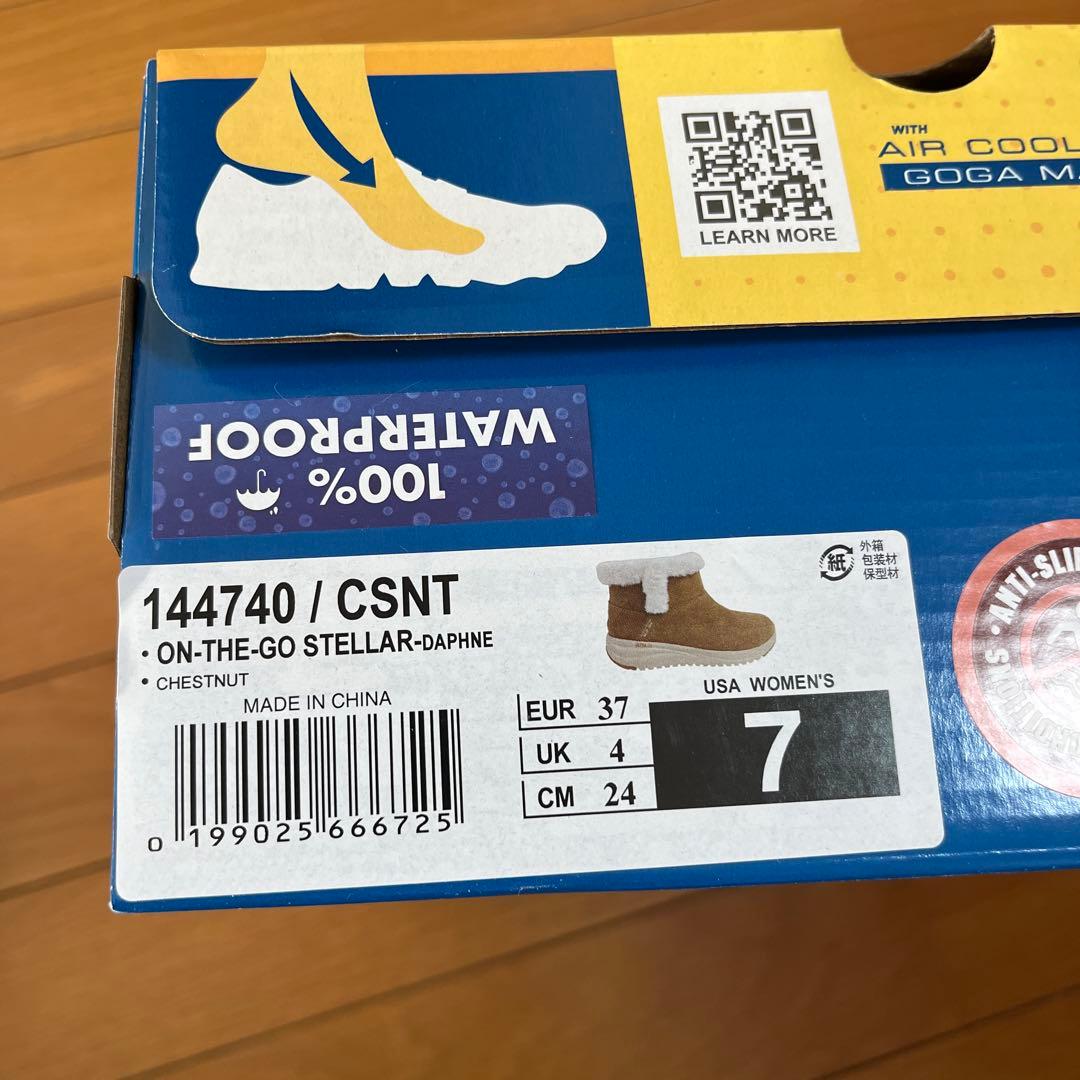 WITH
AIR COOL
GOGA MA
LEARN MORE
100%
WATERPROOF
144740 / CSNT
• ON-THE-GO STELLAR-DAPHNE
• CHESTNUT
MADE IN CHINA
0 199025 666725
紙
外箱
包装材
保型材
USA WOMEN'S
EUR 37
UK 4
CM 24
7
• ANTI-SLI